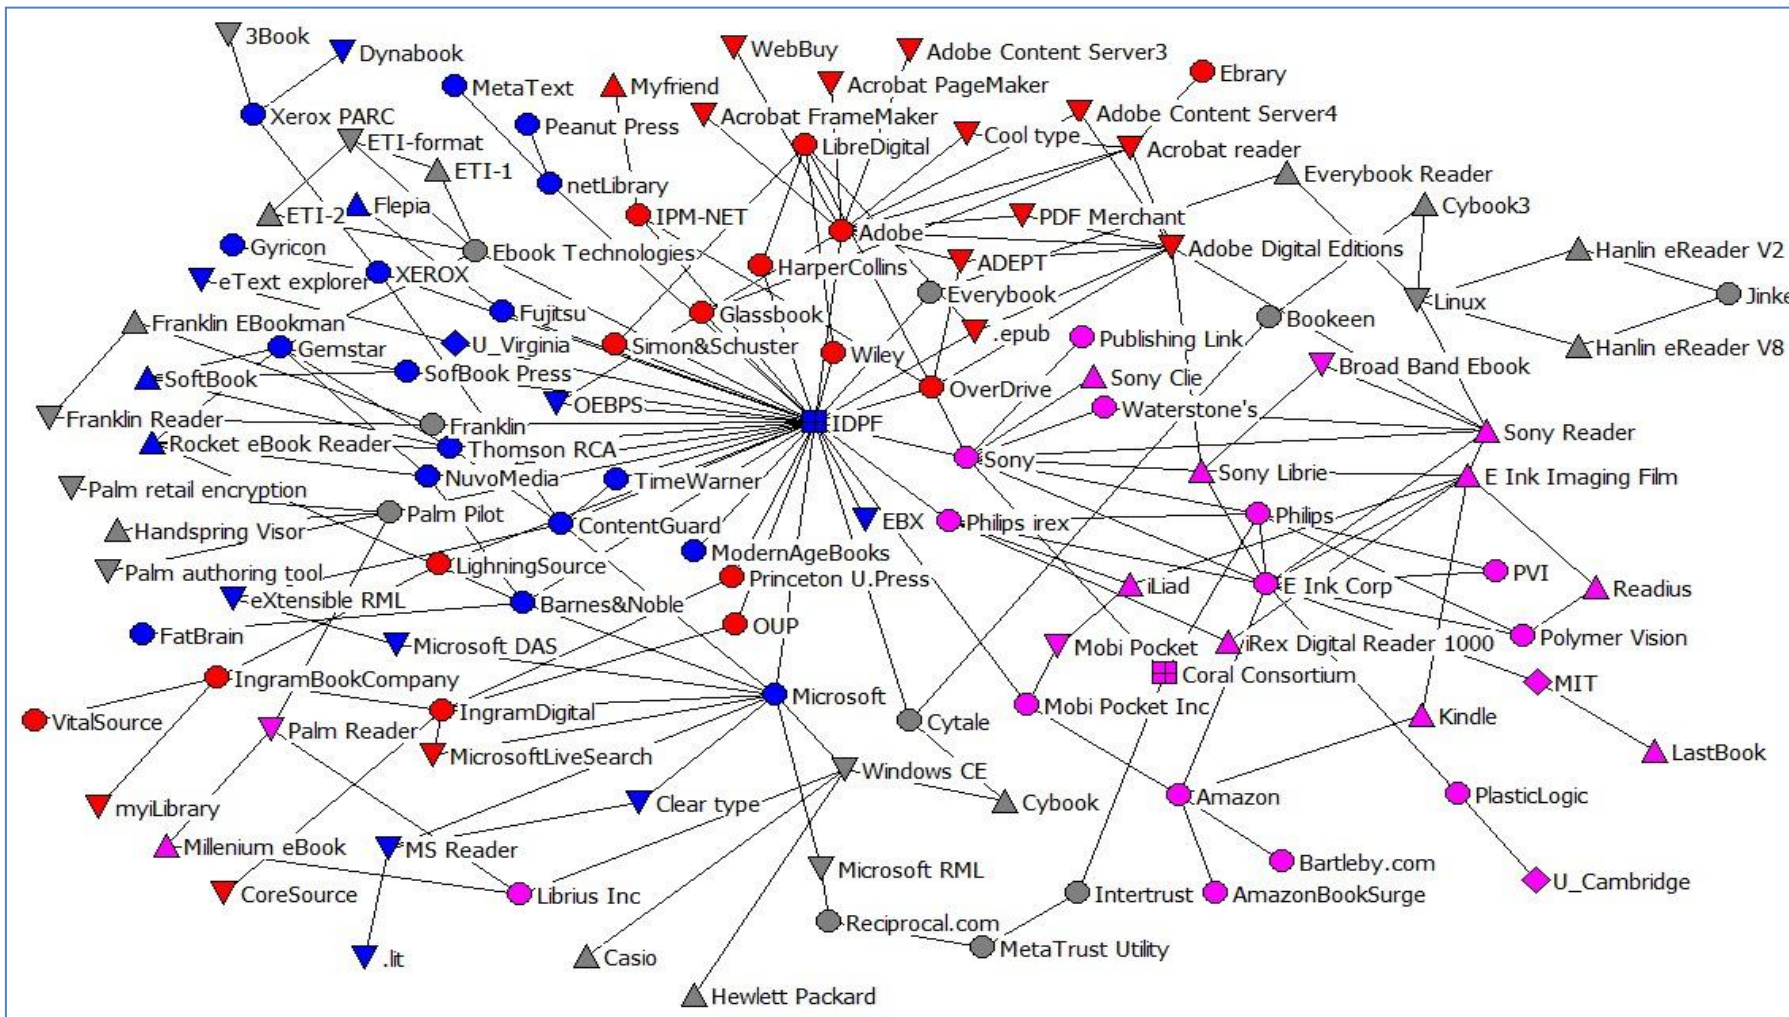 3Book
Dynabook
WebBuy
Adobe Content Server3
Ebrary
MetaText
Myfriend
Acrobat PageMaker
Xerox PARC
Peanut Press
Acrobat FrameMaker
Adobe Content Server4
ETI-format
LibreDigital
Cool type
Acrobat reader
ETI-1
netLibrary
Everybook Reader
ETI-2
Flepia
IPM-NET
PDF Merchant
Cybook3
Gyricon
Ebook Technologies
Adobe
Adobe Digital Editions
Hanlin eReader V2
eText explorer
XEROX
HarperCollins
ADEPT
Everybook
Linux
Jinke
Franklin EBookman
Fujitsu
Glassbook
Bookeen
Gemstar
U_Virginia
Simon&Schuster
Wiley
.epub
Publishing Link
Hanlin eReader V8
SoftBook
SofBook Press
OverDrive
Sony Clie
Broad Band Ebook
Franklin Reader
Franklin
OEBPS
IDPF
Waterstone's
Sony Reader
Rocket eBook Reader
Thomson RCA
Sony
Sony Librie
E Ink Imaging Film
Palm retail encryption
NuvoMedia
TimeWarner
Handspring Visor
Palm Pilot
ContentGuard
EBX
Philips irex
Philips
Palm authoring tool
LighningSource
ModernAgeBooks
Princeton U.Press
iLiad
E Ink Corp
PVI
Readius
eXtensible RML
Barnes&Noble
FatBrain
Microsoft DAS
OUP
Mobi Pocket
iRex Digital Reader 1000
Polymer Vision
IngramBookCompany
Microsoft
Coral Consortium
MIT
VitalSource
Palm Reader
IngramDigital
Cytale
Mobi Pocket Inc
Kindle
MicrosoftLiveSearch
Windows CE
LastBook
myiLibrary
Clear type
Cybook
Amazon
PlasticLogic
Millenium eBook
MS Reader
Microsoft RML
Bartleby.com
CoreSource
Librius Inc
Intertrust
AmazonBookSurge
U_Cambridge
Reciprocal.com
.lit
Casio
MetaTrust Utility
Hewlett Packard